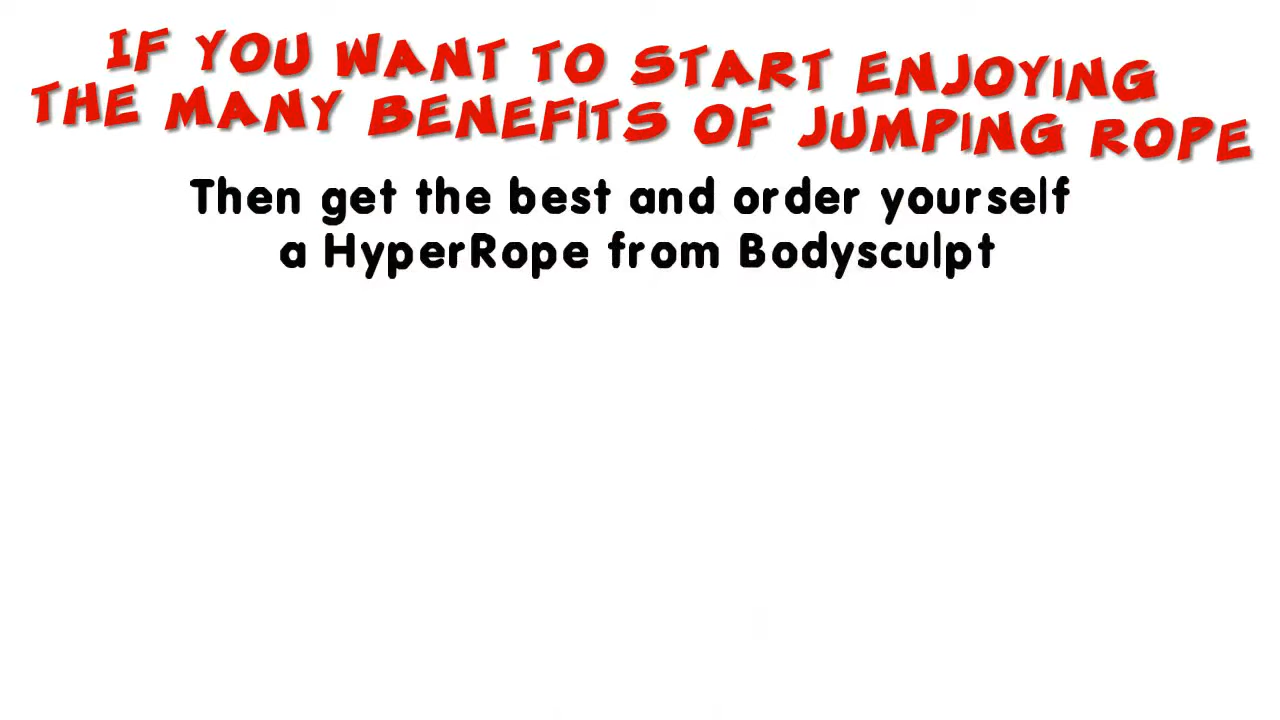 IF YOU WANT TO START ENJOYING
THE MANY BENEFITS OF JUMPING ROPE
Then get the best and order yourself
a HyperRope from Bodysculpt